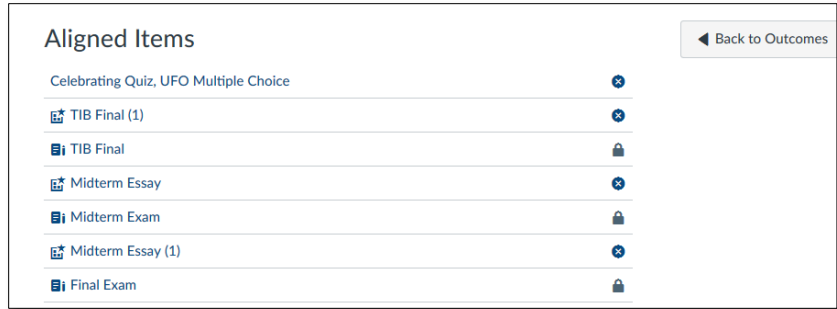 Aligned Items
Back to Outcomes
Celebrating Quiz, UFO Multiple Choice
TIB Final (1)
TIB Final
Midterm Essay
Midterm Exam
Midterm Essay (1)
Final Exam